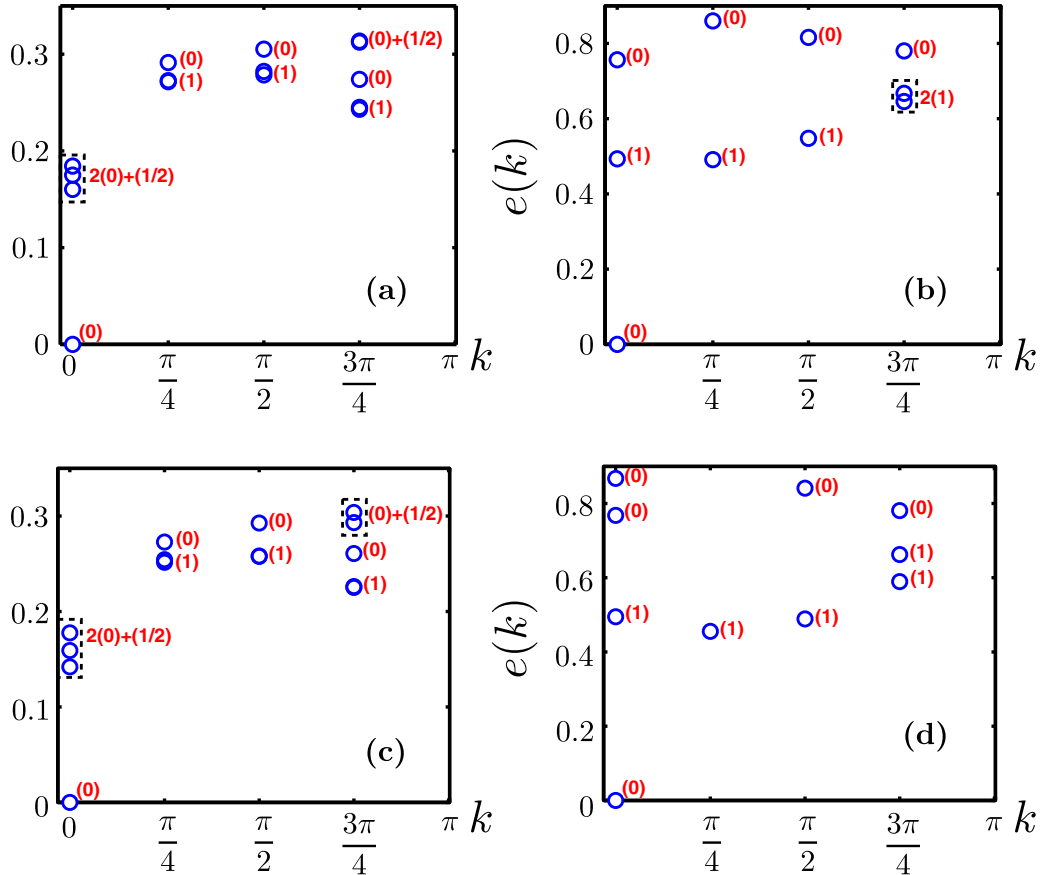 0.3
(0)
(1)
(0)
(1)
(0)+(1/2)
(0)
(1)
0.2
2(0)+(1/2)
0.1
(a)
0
(0)
0
π/4
π/2
3π/4
π
k
e(k)
0.8
(0)
(0)
(0)
(0)
0.6
2(1)
(1)
(1)
(1)
0.4
0.2
(b)
0
(0)
π/4
π/2
3π/4
π
k
0.3
(0)
(1)
(0)
(1)
(0)+(1/2)
(0)
(1)
0.2
2(0)+(1/2)
0.1
(c)
0
(0)
0
π/4
π/2
3π/4
π
k
e(k)
0.8
(0)
(0)
(0)
(0)
0.6
(1)
(1)
(1)
(1)
(1)
0.4
0.2
(d)
0
(0)
π/4
π/2
3π/4
π
k